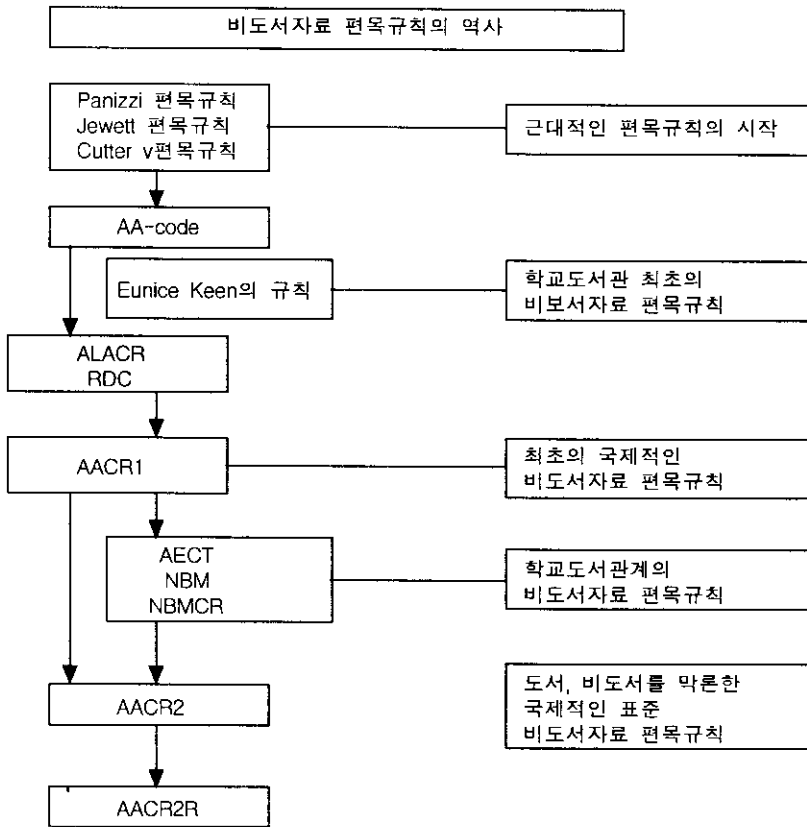 비도서자료 편목규칙의 역사
Panizzi 편목규칙
Jewett 편목규칙
Cutter v편목규칙
근대적인 편목규칙의 시작
AA-code
Eunice Keen의 규칙
학교도서관 최초의
비보서자료 편목규칙
ALACR
RDC
AACR1
최초의 국제적인
비도서자료 편목규칙
AECT
NBM
NBMCR
학교도서관계의
비도서자료 편목규칙
AACR2
도서, 비도서를 막론한
국제적인 표준
비도서자료 편목규칙
AACR2R